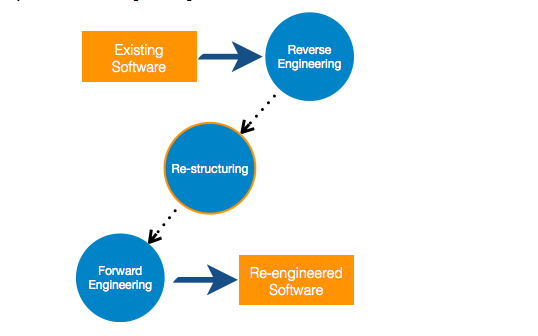 Existing
Software
Reverse
Engineering
Re-structuring
Forward
Engineering
Re-engineered
Software